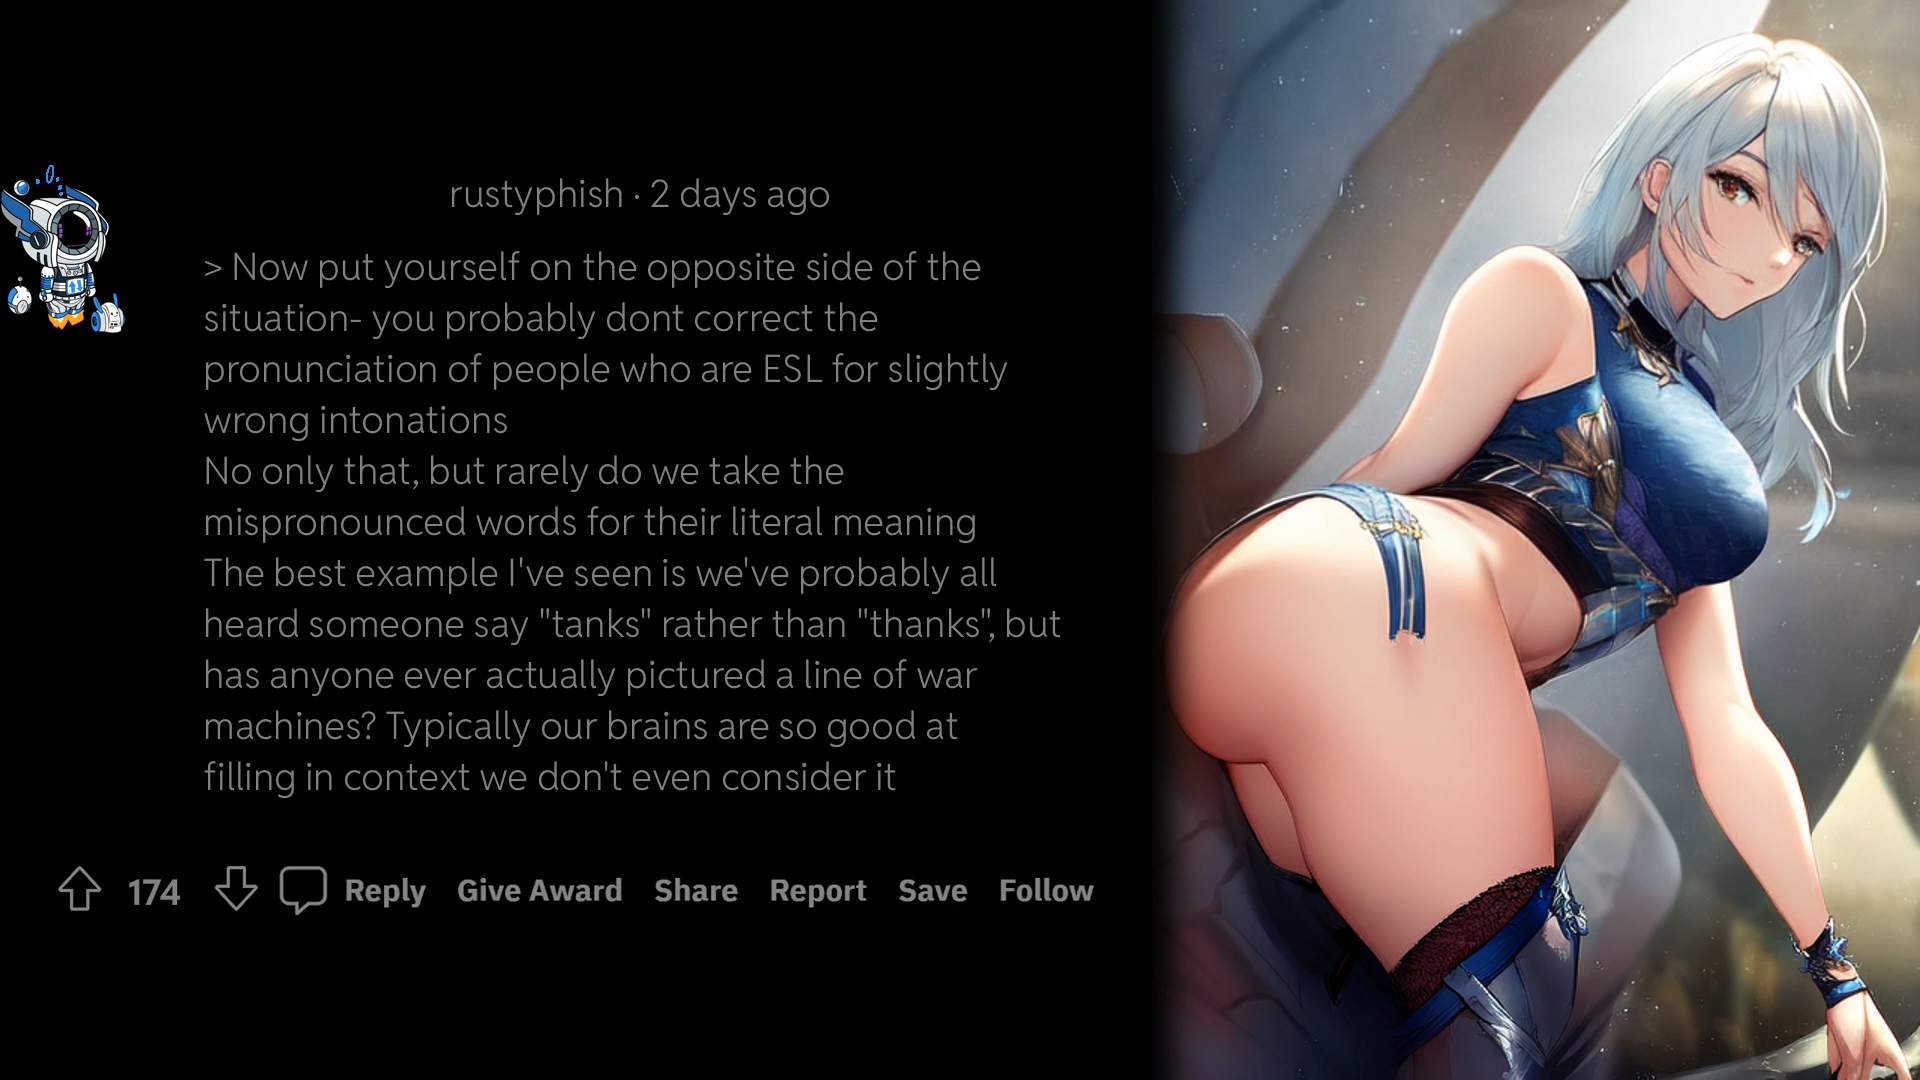 rustyphish · 2 days ago
> Now put yourself on the opposite side of the
situation- you probably dont correct the
pronunciation of people who are ESL for slightly
wrong intonations
No only that, but rarely do we take the
mispronounced words for their literal meaning
The best example I've seen is we've probably all
heard someone say "tanks" rather than "thanks", but
has anyone ever actually pictured a line of war
machines? Typically our brains are so good at
filling in context we don't even consider it
174 Reply Give Award Share Report Save Follow